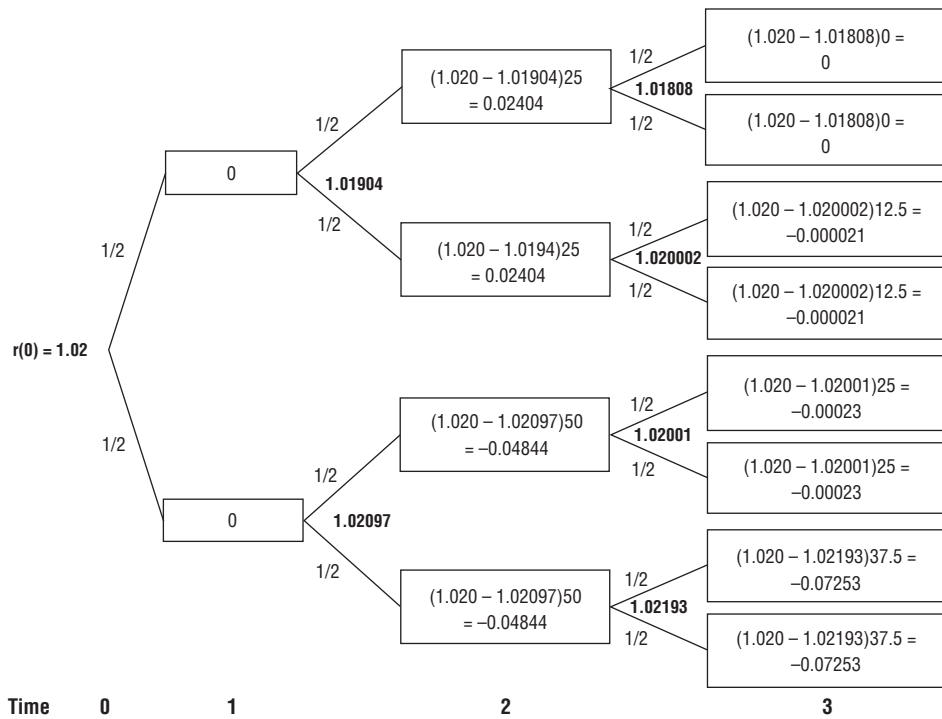 1/2
(1.020 – 1.01808)0 =
0
(1.020 – 1.01904)25
= 0.02404
1.01808
1/2
(1.020 – 1.01808)0 =
0
1/2
0
1.01904
1/2
(1.020 – 1.0194)25
= 0.02404
1/2
(1.020 – 1.020002)12.5 =
–0.000021
1.020002
1/2
(1.020 – 1.020002)12.5 =
–0.000021
1/2
r(0) = 1.02
1/2
1/2
(1.020 – 1.02001)25 =
–0.00023
(1.020 – 1.02097)50
= –0.04844
1.02001
1/2
(1.020 – 1.02001)25 =
–0.00023
1/2
0
1.02097
1/2
(1.020 – 1.02097)50
= –0.04844
1/2
(1.020 – 1.02193)37.5 =
–0.07253
1.02193
1/2
(1.020 – 1.02193)37.5 =
–0.07253
Time 0 1 2 3